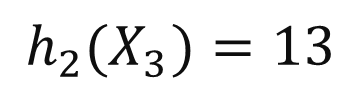 h₂(X₃) = 13